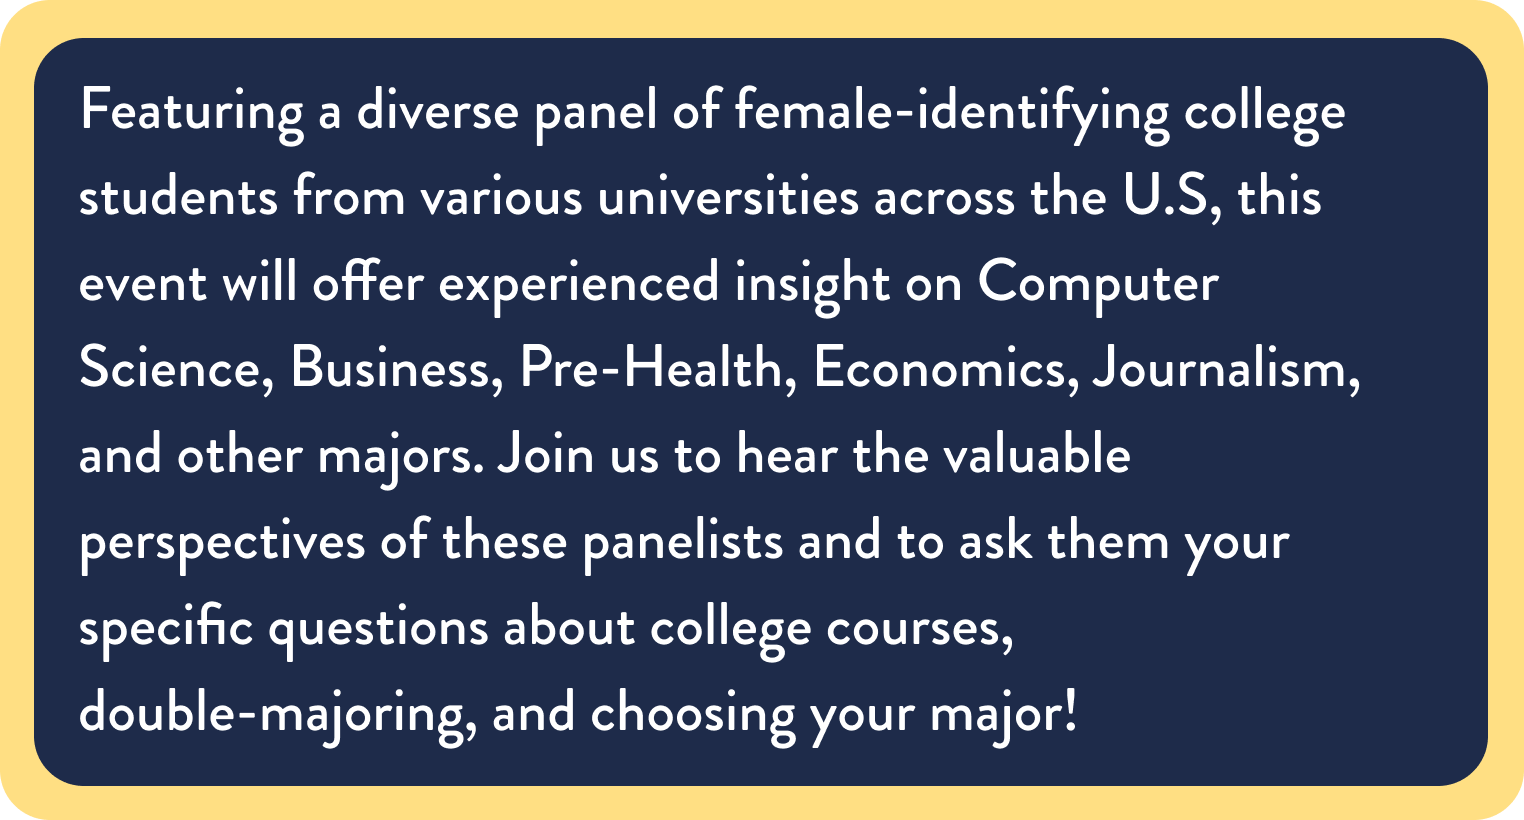 Featuring a diverse panel of female-identifying college
students from various universities across the U.S, this
event will offer experienced insight on Computer
Science, Business, Pre-Health, Economics, Journalism,
and other majors. Join us to hear the valuable
perspectives of these panelists and to ask them your
specific questions about college courses,
double-majoring, and choosing your major!